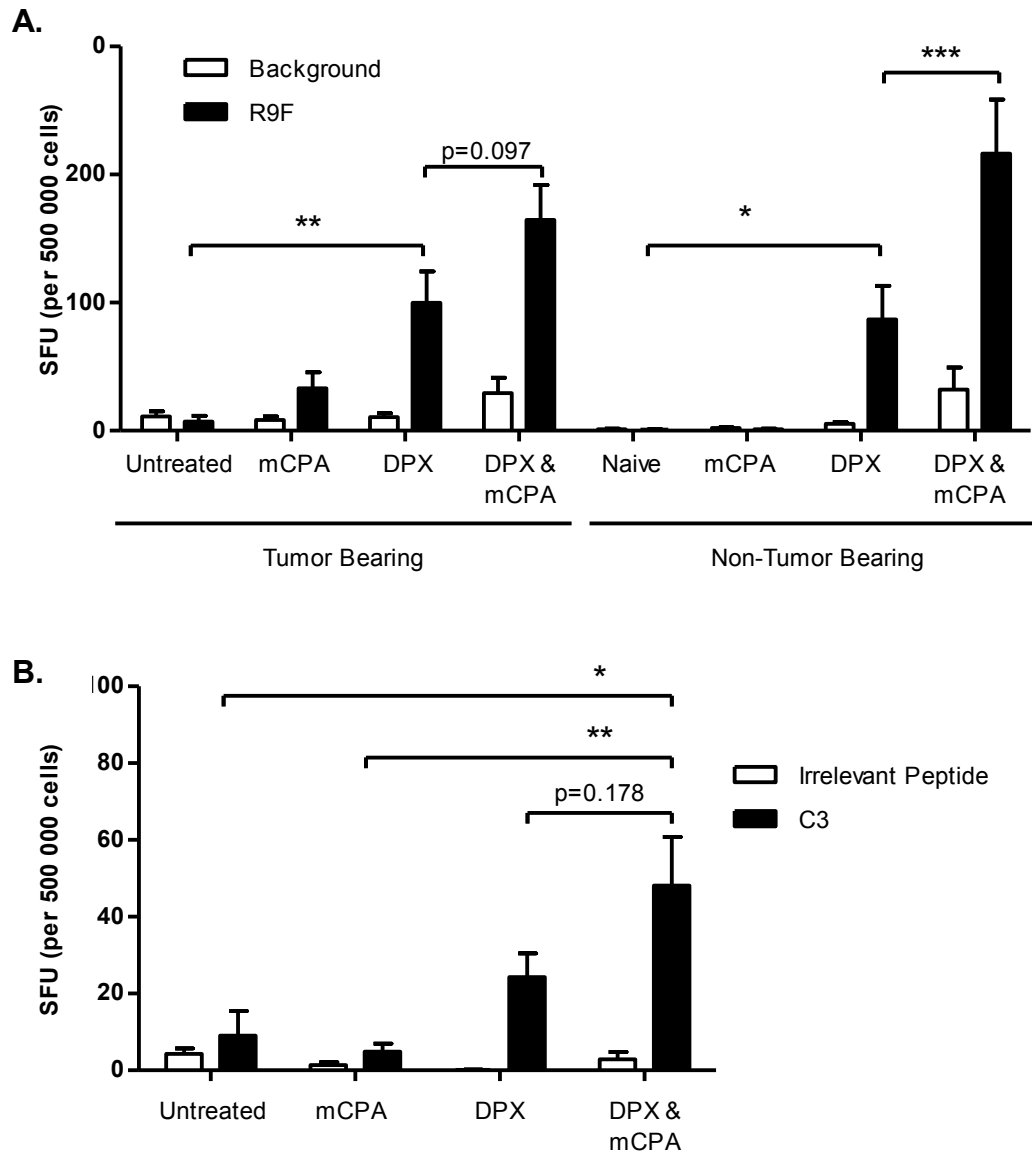 A.
0
Background
R9F
***
p=0.097
200
**
*
100
0
SFU (per 500 000 cells)
Untreated mCPA DPX DPX & mCPA Naive mCPA DPX DPX & mCPA
Tumor Bearing Non-Tumor Bearing
B.
00
*
**
p=0.178
80
60
40
20
0
SFU (per 500 000 cells)
Irrelevant Peptide
C3
Untreated mCPA DPX DPX & mCPA